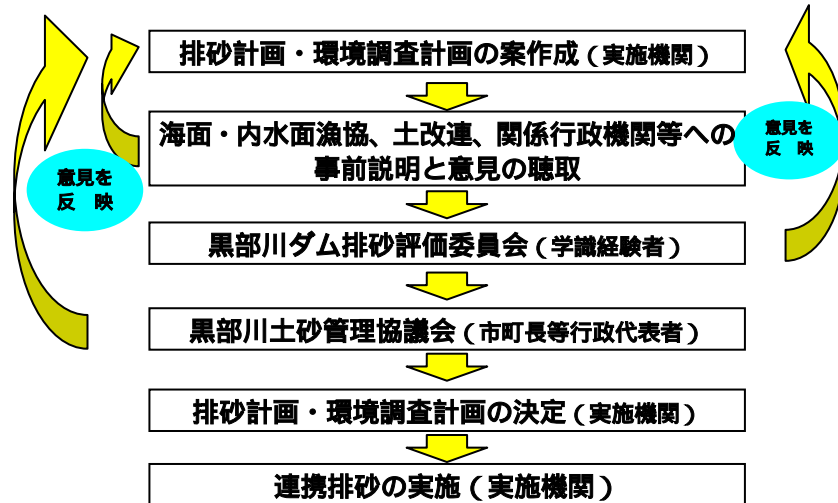 排砂計画・環境調査計画の案作成(実施機関)
海面・内水面漁協、土改連、関係行政機関等への
事前説明と意見の聴取
意見を
反　映
意見を
反　映
黒部川ダム排砂評価委員会(学識経験者)
黒部川土砂管理協議会(市町長等行政代表者)
排砂計画・環境調査計画の決定(実施機関)
連携排砂の実施(実施機関)